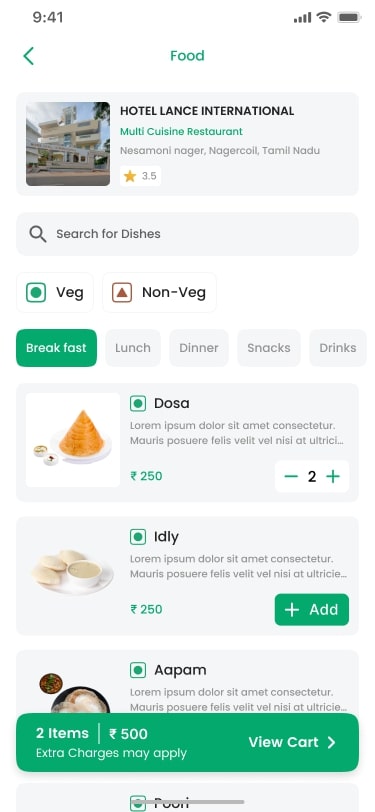 9:41
Food
HOTEL LANCE INTERNATIONAL
Multi Cuisine Restaurant
Nesamoni nager, Nagercoil, Tamil Nadu
3.5
Search for Dishes
Veg
Non-Veg
Break fast
Lunch
Dinner
Snacks
Drinks
Dosa
Lorem ipsum dolor sit amet consectetur.
Mauris posuere felis vel nisi at ultrici...
₹ 250
2
Idly
Lorem ipsum dolor sit amet consectetur.
Mauris posuere felis vel nisi at ultricie...
₹ 250
Add
Aapam
Lorem ipsum dolor sit amet consectetur.
Mauris posuere felis vel nisi at ultricie...
2 Items
₹ 500
Extra Charges may apply
View Cart
Poori